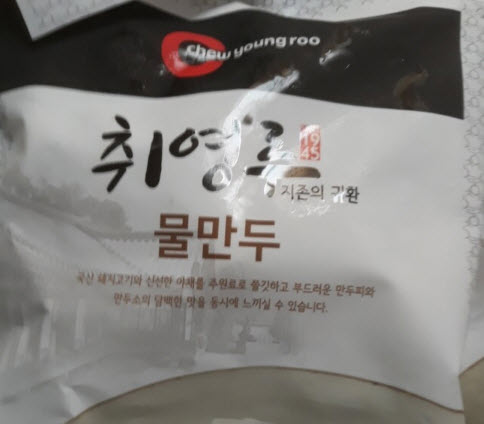 chew young roo
취영루
1945
지존의 귀환
물만두
국산 돼지고기와 신선한 야채를 주원료로 쫄깃하고 부드러운 만두피와
만두소의 담백한 맛을 동시에 느끼실 수 있습니다.